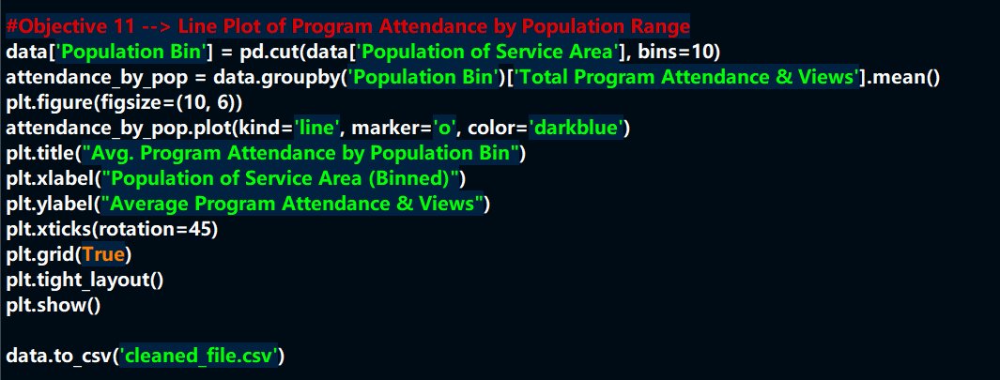 #Objective 11 --> Line Plot of Program Attendance by Population Range
data['Population Bin'] = pd.cut(data['Population of Service Area'], bins=10)
attendance_by_pop = data.groupby('Population Bin')['Total Program Attendance & Views'].mean()
plt.figure(figsize=(10, 6))
attendance_by_pop.plot(kind='line', marker='o', color='darkblue')
plt.title("Avg. Program Attendance by Population Bin")
plt.xlabel("Population of Service Area (Binned)")
plt.ylabel("Average Program Attendance & Views")
plt.xticks(rotation=45)
plt.grid(True)
plt.tight_layout()
plt.show()
data.to_csv('cleaned_file.csv')